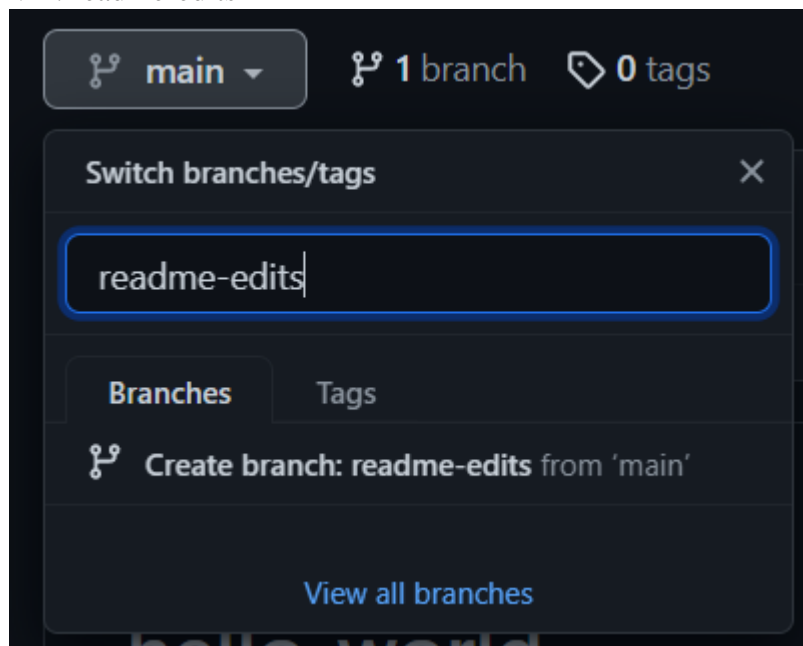 main 1 branch 0 tags
Switch branches/tags
readme-edits
Branches Tags
Create branch: readme-edits from ‘main’
View all branches